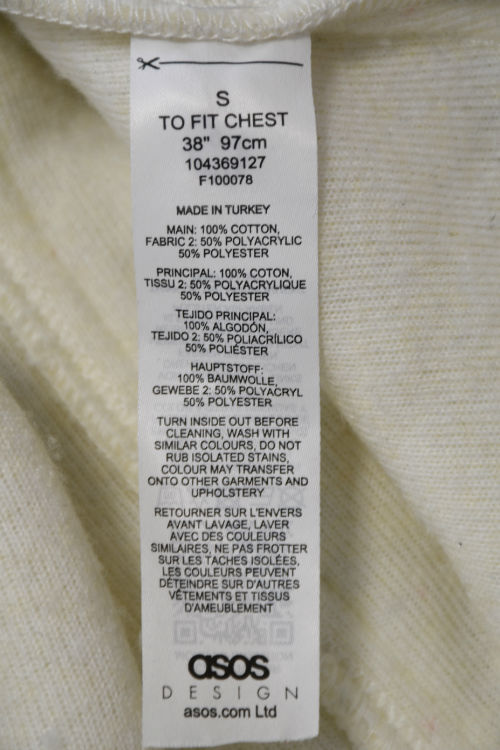 S
TO FIT CHEST
38" 97cm
104369127
F100078
MADE IN TURKEY
MAIN: 100% COTTON,
FABRIC 2: 50% POLYACRYLIC
50% POLYESTER
PRINCIPAL: 100% COTON,
TISSU 2: 50% POLYACRYLIQUE
50% POLYESTER
TEJIDO PRINCIPAL:
100% ALGODÓN,
TEJIDO 2: 50% POLIACRÍLICO
50% POLIÉSTER
HAUPTSTOFF:
100% BAUMWOLLE,
GEWEBE 2: 50% POLYACRYL
50% POLYESTER
TURN INSIDE OUT BEFORE
CLEANING, WASH WITH
SIMILAR COLOURS, DO NOT
RUB ISOLATED STAINS,
COLOUR MAY TRANSFER
ONTO OTHER GARMENTS AND
UPHOLSTERY
RETOURNER SUR L'ENVERS
AVANT LAVAGE, LAVER
AVEC DES COULEURS
SIMILAIRES, NE PAS FROTTER
SUR LES TACHES ISOLÉES,
LES COULEURS PEUVENT
DÉTEINDRE SUR D'AUTRES
VÊTEMENTS ET TISSUS
D'AMEUBLEMENT
asos
DESIGN
asos.com Ltd